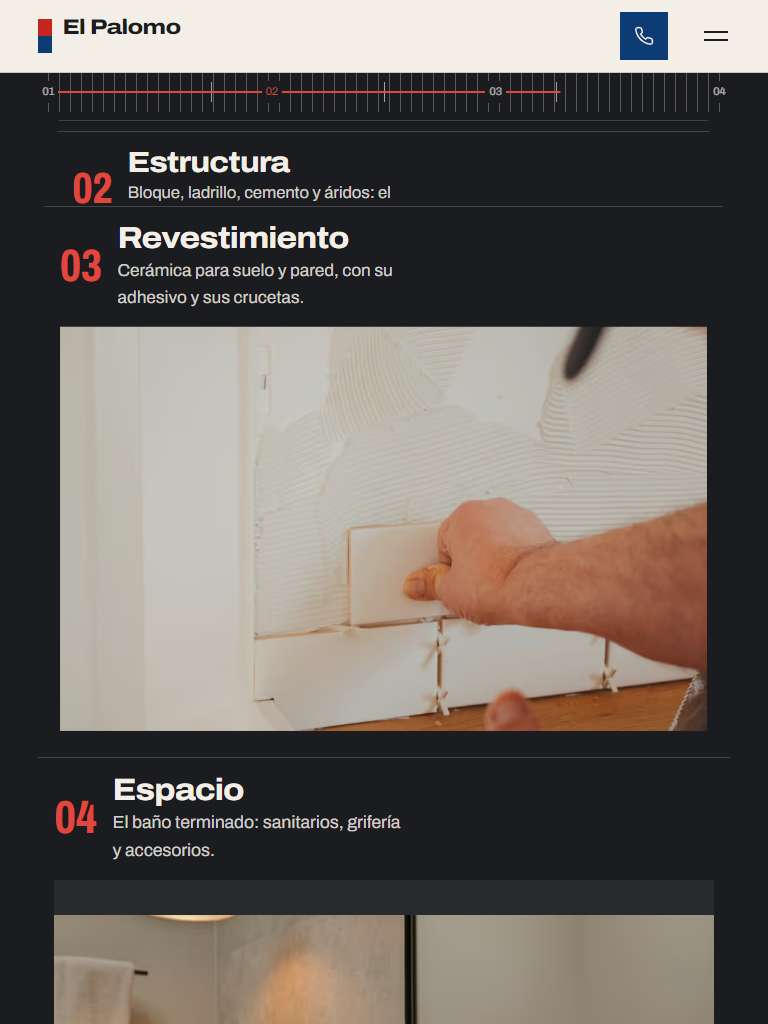 El Palomo
01 02 03 04
02
Estructura
Bloque, ladrillo, cemento y áridos: el
03
Revestimiento
Cerámica para suelo y pared, con su
adhesivo y sus crucetas.
04
Espacio
El baño terminado: sanitarios, grifería
y accesorios.